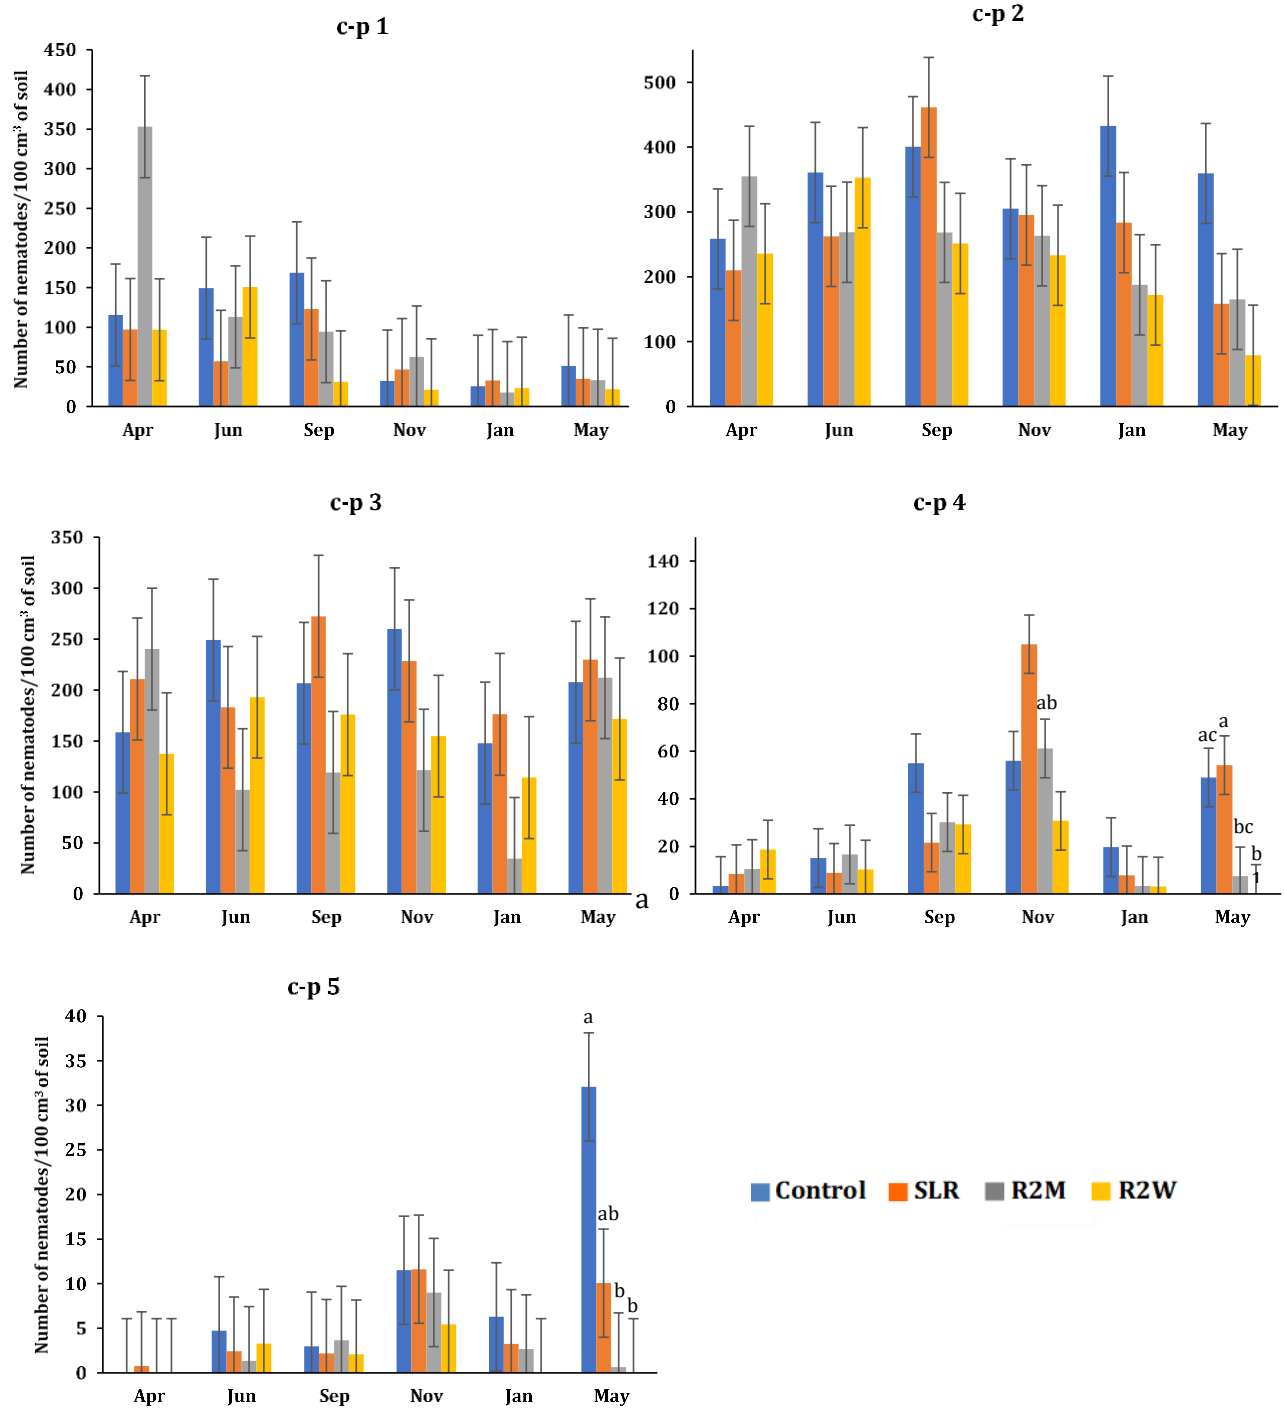 c-p 1
Number of nematodes/100 cm³ of soil
450
400
350
300
250
200
150
100
50
0
Apr Jun Sep Nov Jan May
c-p 2
500
400
300
200
100
0
Apr Jun Sep Nov Jan May
c-p 3
Number of nematodes/100 cm³ of soil
350
300
250
200
150
100
50
0
Apr Jun Sep Nov Jan May
a
c-p 4
140
120
100
80
60
40
20
0
ab
ac
a
bc
b
1
Apr Jun Sep Nov Jan May
c-p 5
Number of nematodes/100 cm³ of soil
40
35
30
25
20
15
10
5
0
a
ab
b
b
Apr Jun Sep Nov Jan May
Control SLR R2M R2W